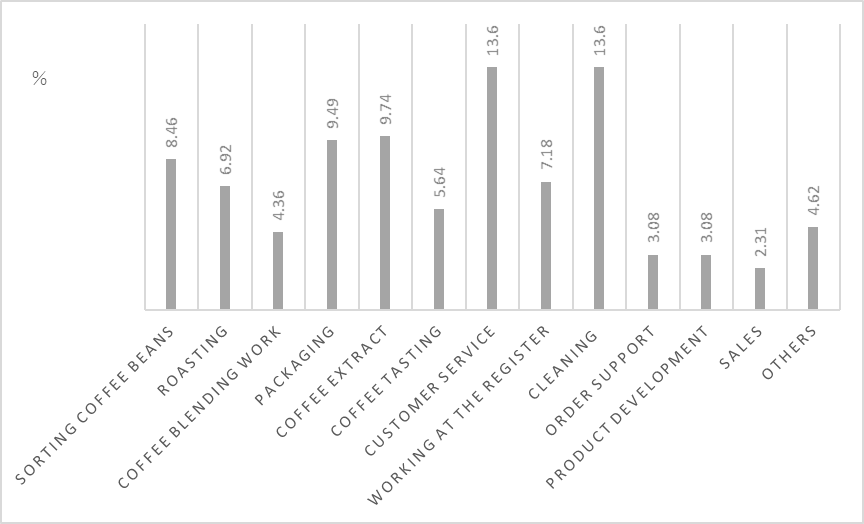 %
8.46
6.92
4.36
9.49
9.74
5.64
13.6
7.18
13.6
3.08
3.08
2.31
4.62
SORTING COFFEE BEANS
ROASTING
COFFEE BLENDING WORK
PACKAGING
COFFEE EXTRACT
COFFEE TASTING
CUSTOMER SERVICE
WORKING AT THE REGISTER
CLEANING
ORDER SUPPORT
PRODUCT DEVELOPMENT
SALES
OTHERS